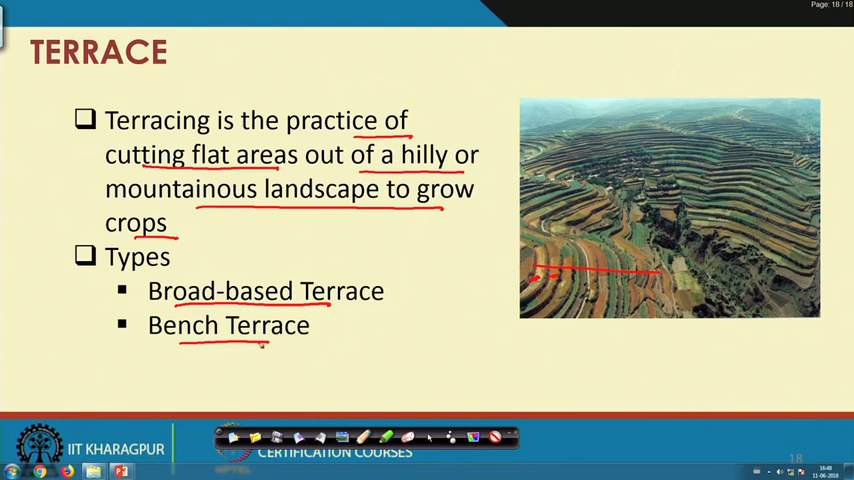 Page: 18 / 18
TERRACE
Terracing is the practice of
cutting flat areas out of a hilly or
mountainous landscape to grow
crops
Types
Broad-based Terrace
Bench Terrace
IIT KHARAGPUR
CERTIFICATION COURSES
18
16:48
11-06-2018